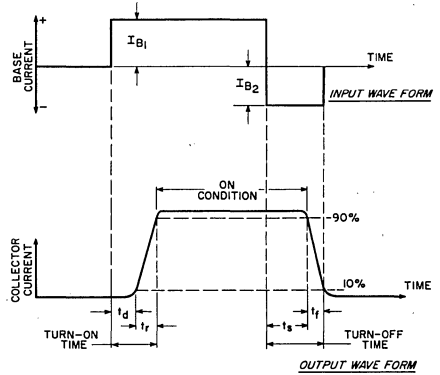 +
I_B1
TIME
BASE
CURRENT
I_B2
−
INPUT WAVE FORM
ON
CONDITION
90%
COLLECTOR
CURRENT
10%
TIME
t_d
t_r
t_s
t_f
TURN-ON
TIME
TURN-OFF
TIME
OUTPUT WAVE FORM